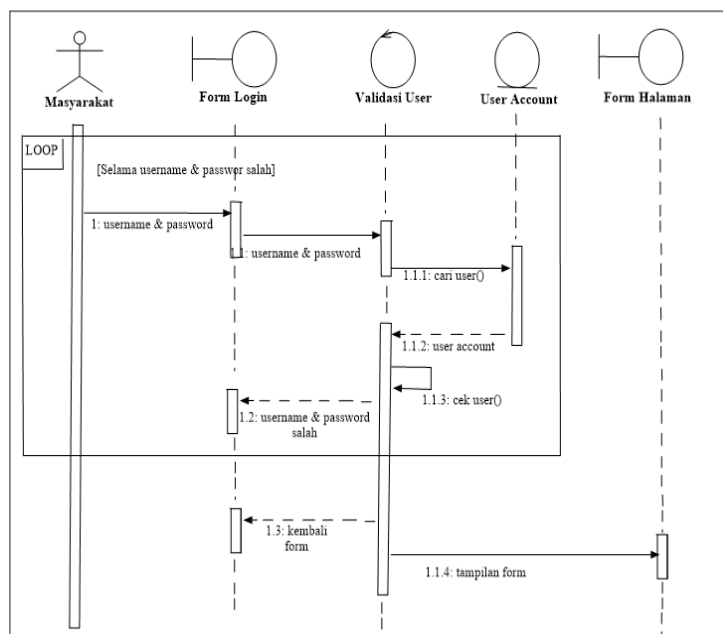 Masyarakat
Form Login
Validasi User
User Account
Form Halaman
LOOP
[Selama username & passwor salah]
1: username & password
1.1: username & password
1.1.1: cari user()
1.1.2: user account
1.1.3: cek user()
1.2: username & password
salah
1.3: kembali
form
1.1.4: tampilan form